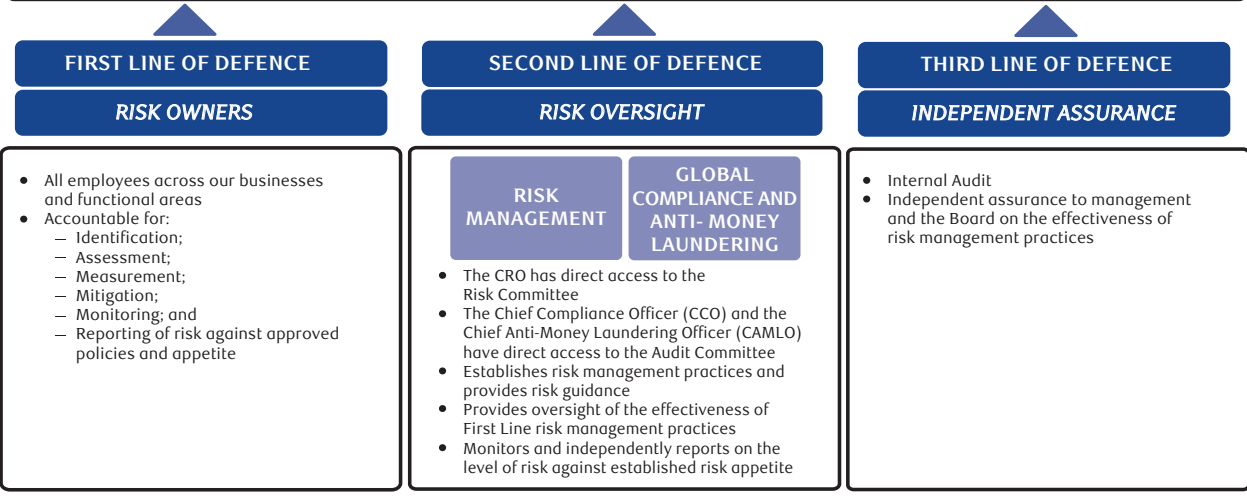 FIRST LINE OF DEFENCE
RISK OWNERS
● All employees across our businesses
and functional areas
● Accountable for:
– Identification;
– Assessment;
– Measurement;
– Mitigation;
– Monitoring; and
– Reporting of risk against approved
policies and appetite
SECOND LINE OF DEFENCE
RISK OVERSIGHT
RISK
MANAGEMENT
GLOBAL
COMPLIANCE AND
ANTI- MONEY
LAUNDERING
● The CRO has direct access to the
Risk Committee
● The Chief Compliance Officer (CCO) and the
Chief Anti-Money Laundering Officer (CAMLO)
have direct access to the Audit Committee
● Establishes risk management practices and
provides risk guidance
● Provides oversight of the effectiveness of
First Line risk management practices
● Monitors and independently reports on the
level of risk against established risk appetite
THIRD LINE OF DEFENCE
INDEPENDENT ASSURANCE
● Internal Audit
● Independent assurance to management
and the Board on the effectiveness of
risk management practices